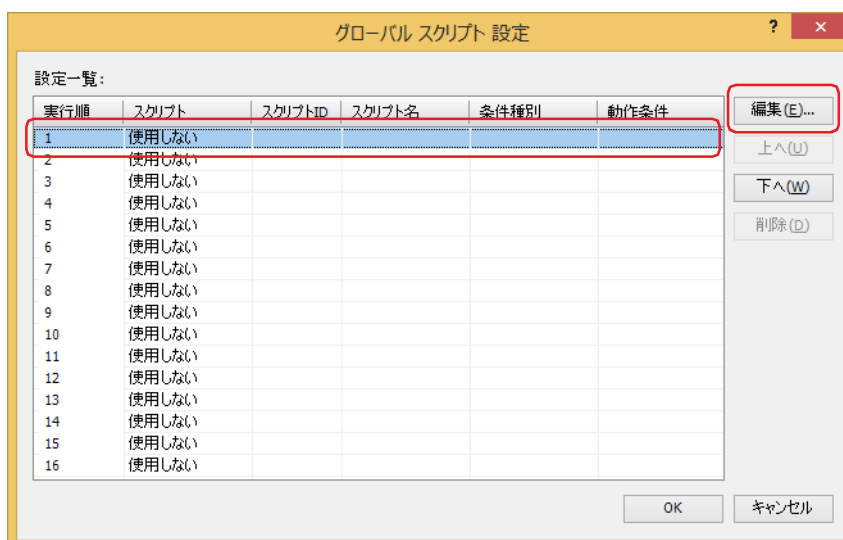 グローバル スクリプト 設定 ? ×
設定一覧:
実行順 スクリプト スクリプトID スクリプト名 条件種別 動作条件 編集(E)...
1 使用しない
上へ(U)
2 使用しない
3 使用しない 下へ(W)
4 使用しない
5 使用しない 削除(D)
6 使用しない
7 使用しない
8 使用しない
9 使用しない
10 使用しない
11 使用しない
12 使用しない
13 使用しない
14 使用しない
15 使用しない
16 使用しない
OK キャンセル